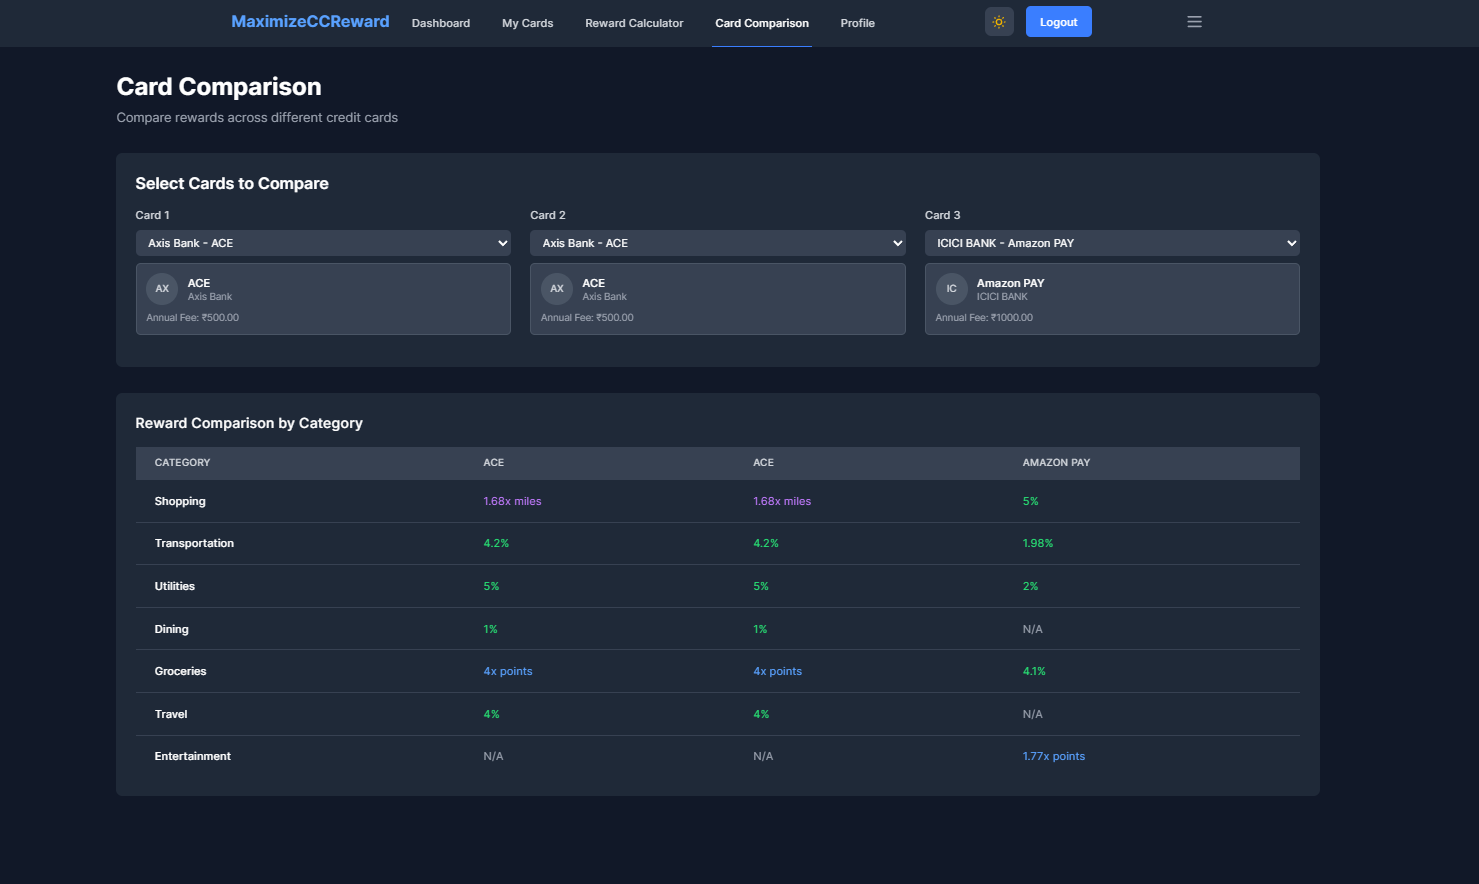 MaximizeCCReward Dashboard My Cards Reward Calculator Card Comparison Profile Logout
Card Comparison
Compare rewards across different credit cards
Select Cards to Compare
Card 1 Card 2 Card 3
Axis Bank - ACE Axis Bank - ACE ICICI BANK - Amazon PAY
AX ACE AX ACE IC Amazon PAY
Axis Bank Axis Bank ICICI BANK
Annual Fee: ₹500.00 Annual Fee: ₹500.00 Annual Fee: ₹1000.00
Reward Comparison by Category
CATEGORY ACE ACE AMAZON PAY
Shopping 1.68x miles 1.68x miles 5%
Transportation 4.2% 4.2% 1.98%
Utilities 5% 5% 2%
Dining 1% 1% N/A
Groceries 4x points 4x points 4.1%
Travel 4% 4% N/A
Entertainment N/A N/A 1.77x points